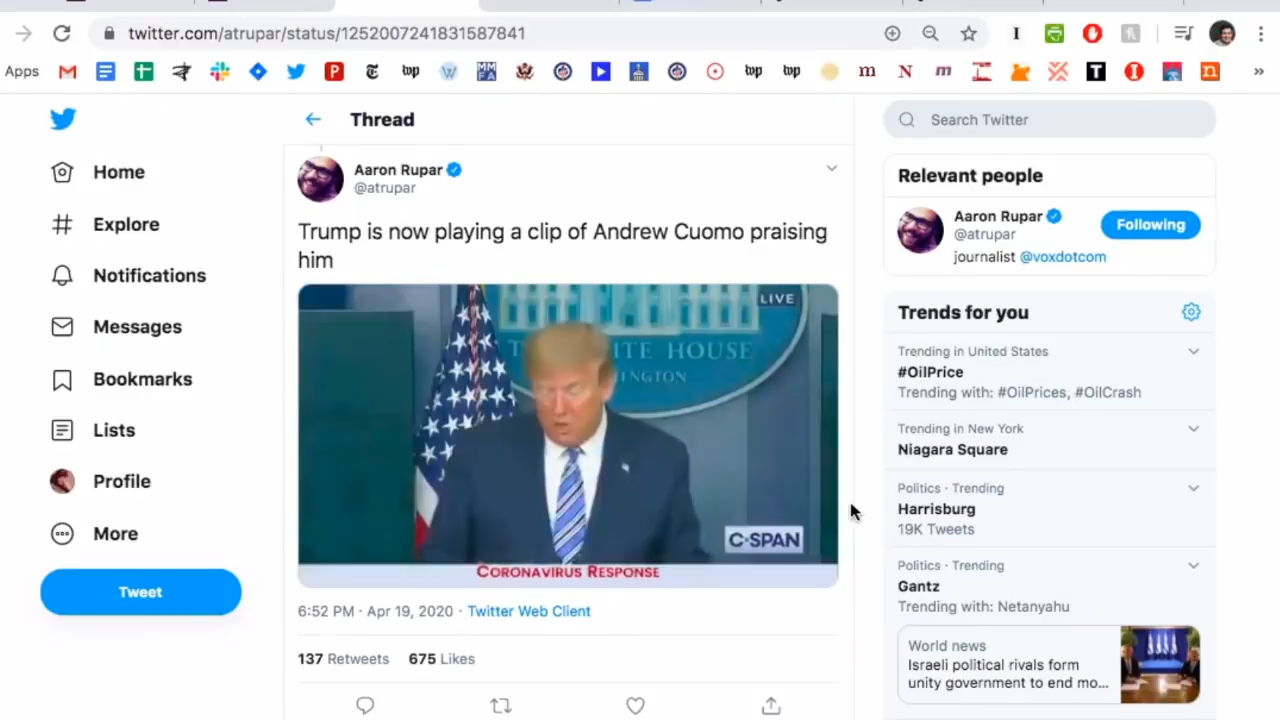 twitter.com/atrupar/status/1252007241831587841
Apps
Thread
Search Twitter
Home
Explore
Notifications
Messages
Bookmarks
Lists
Profile
More
Tweet
Aaron Rupar
@atrupar
Trump is now playing a clip of Andrew Cuomo praising
him
LIVE
HOUSE
C-SPAN
CORONAVIRUS RESPONSE
6:52 PM · Apr 19, 2020 · Twitter Web Client
137 Retweets 675 Likes
Relevant people
Aaron Rupar
@atrupar
Following
journalist @voxdotcom
Trends for you
Trending in United States
#OilPrice
Trending with: #OilPrices, #OilCrash
Trending in New York
Niagara Square
Politics · Trending
Harrisburg
19K Tweets
Politics · Trending
Gantz
Trending with: Netanyahu
World news
Israeli political rivals form
unity government to end mo...